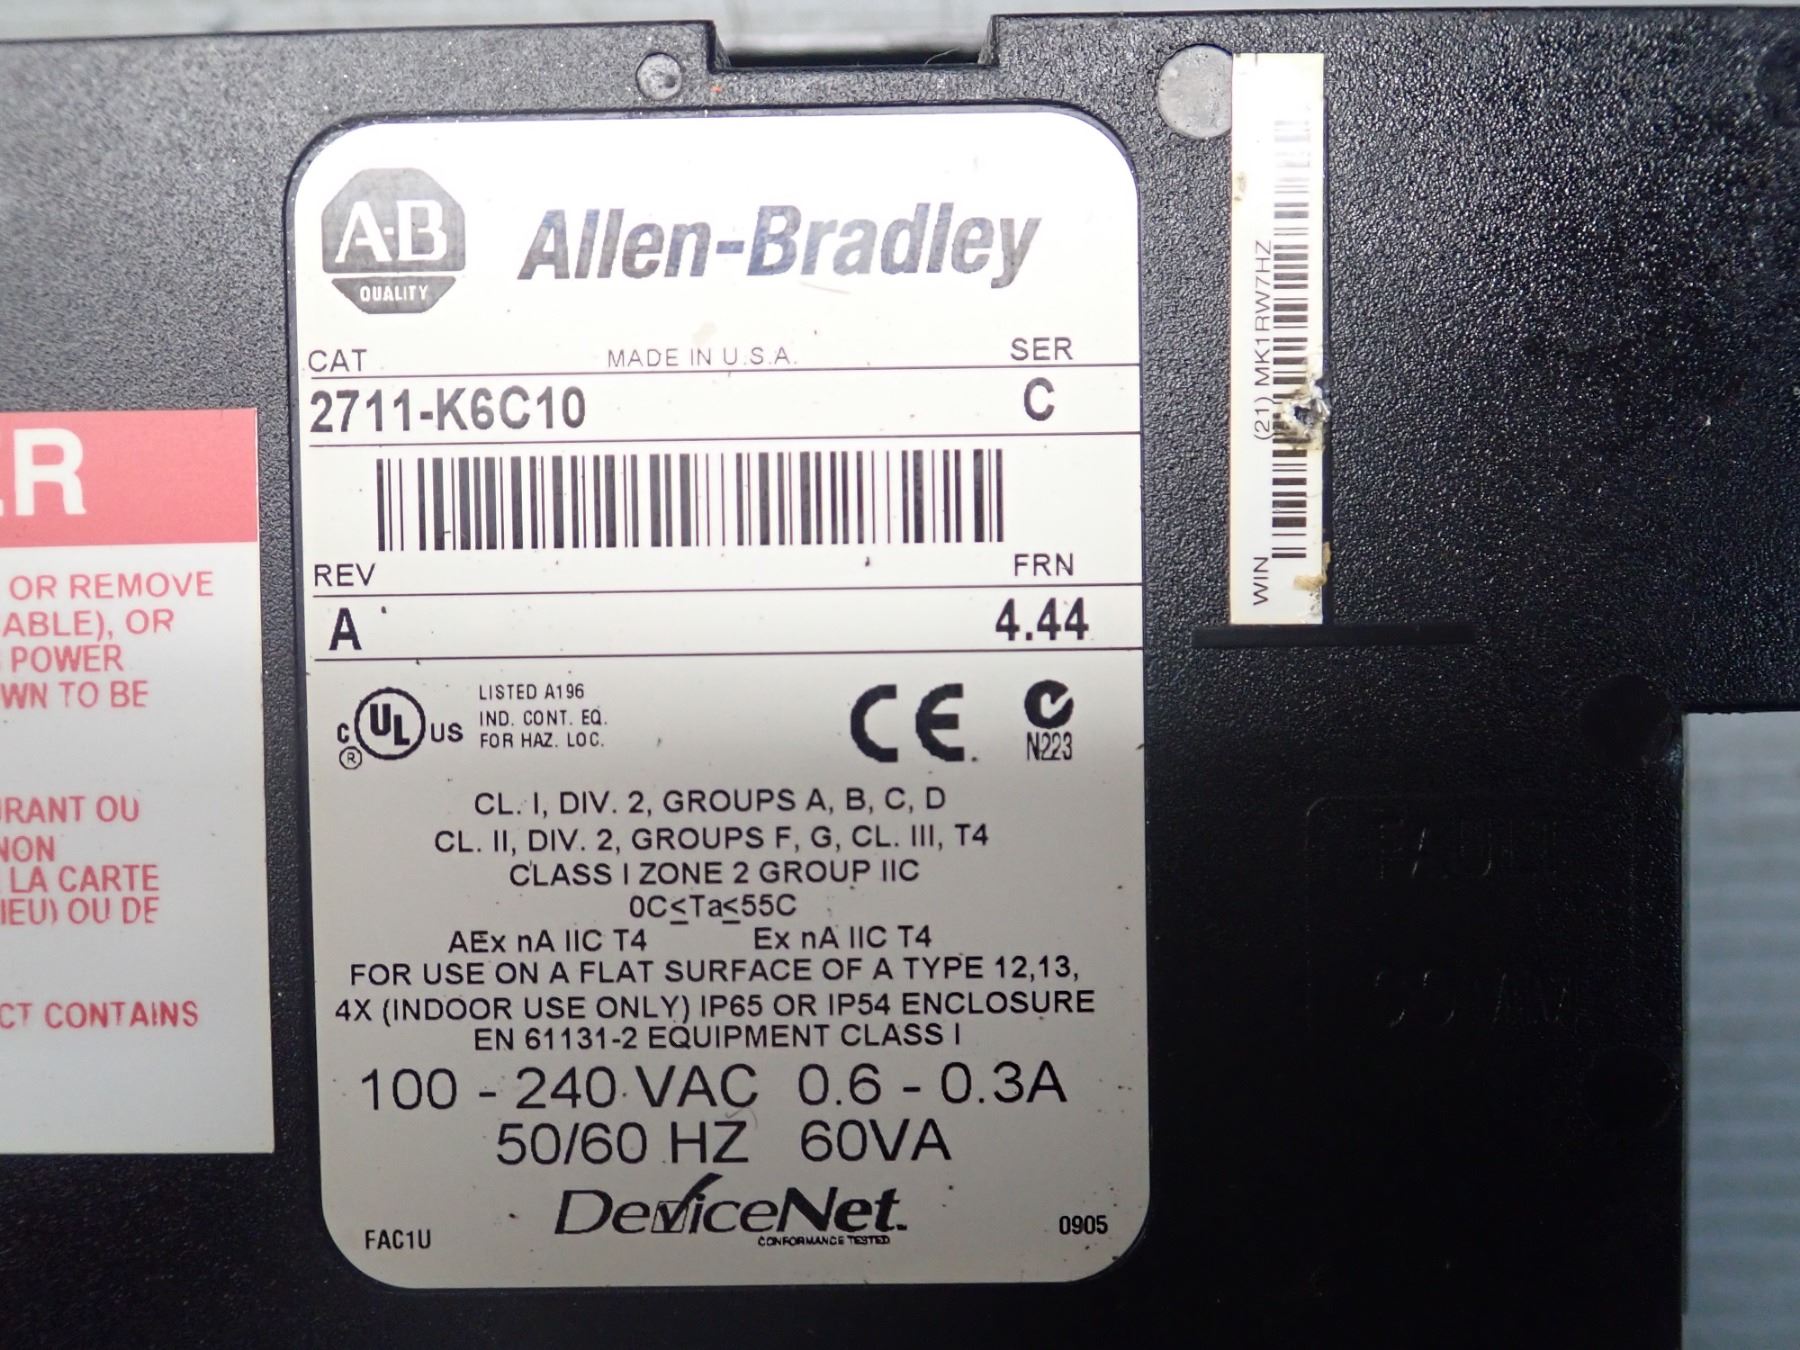 A-B
QUALITY
Allen-Bradley
CAT
MADE IN U.S.A.
SER
2711-K6C10
C
REV
FRN
A
4.44
C UL US
®
LISTED A196
IND. CONT. EQ.
FOR HAZ. LOC.
CE
N223
CL. I, DIV. 2, GROUPS A, B, C, D
CL. II, DIV. 2, GROUPS F, G, CL. III, T4
CLASS I ZONE 2 GROUP IIC
0C≤Ta≤55C
AEx nA IIC T4 Ex nA IIC T4
FOR USE ON A FLAT SURFACE OF A TYPE 12,13,
4X (INDOOR USE ONLY) IP65 OR IP54 ENCLOSURE
EN 61131-2 EQUIPMENT CLASS I
100 - 240 VAC 0.6 - 0.3A
50/60 HZ 60VA
DeviceNet.
CONFORMANCE TESTED
FAC1U
0905
WIN (21) MK1RW7HZ
ER
OR REMOVE
ABLE), OR
POWER
WN TO BE
RANT OU
NON
LA CARTE
IEU) OU DE
CT CONTAINS
FAULT
COMM